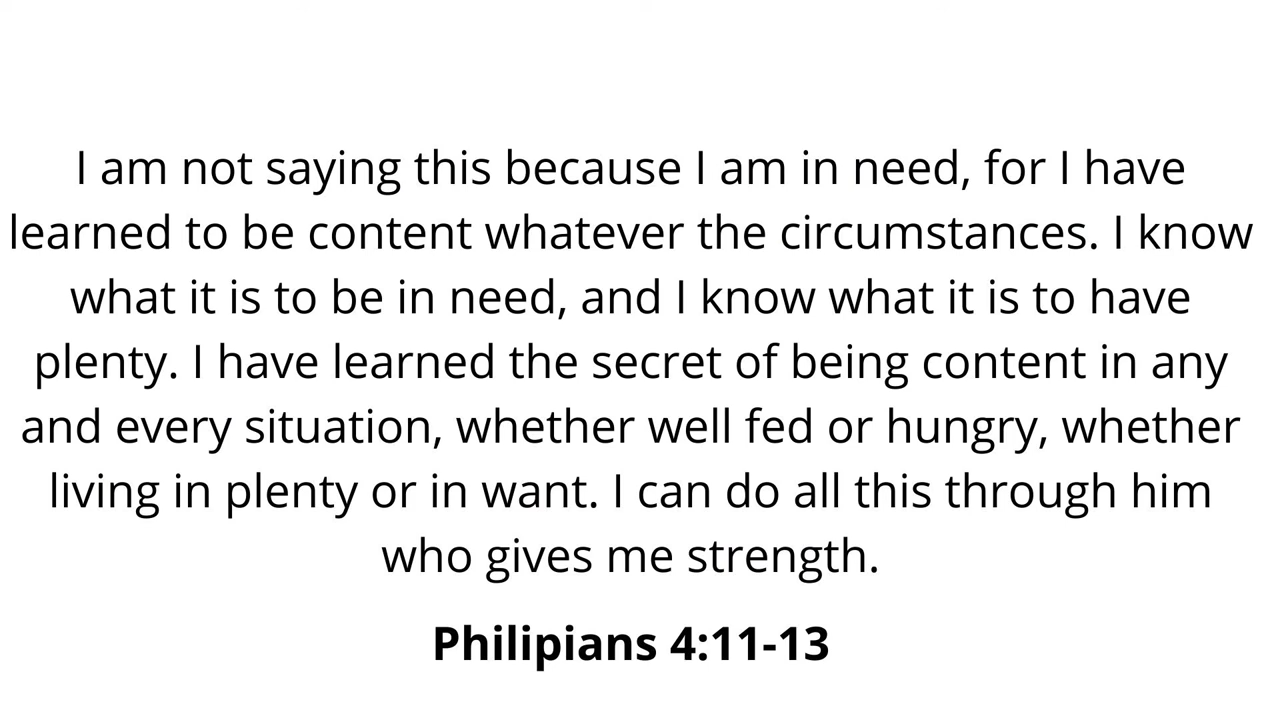 I am not saying this because I am in need, for I have
learned to be content whatever the circumstances. I know
what it is to be in need, and I know what it is to have
plenty. I have learned the secret of being content in any
and every situation, whether well fed or hungry, whether
living in plenty or in want. I can do all this through him
who gives me strength.
Philipians 4:11-13